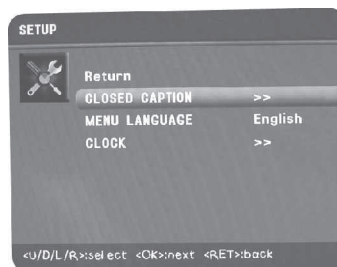 SETUP
Return
CLOSED CAPTION >>
MENU LANGUAGE English
CLOCK >>
<U/D/L/R>:select <OK>:next <RET>:back